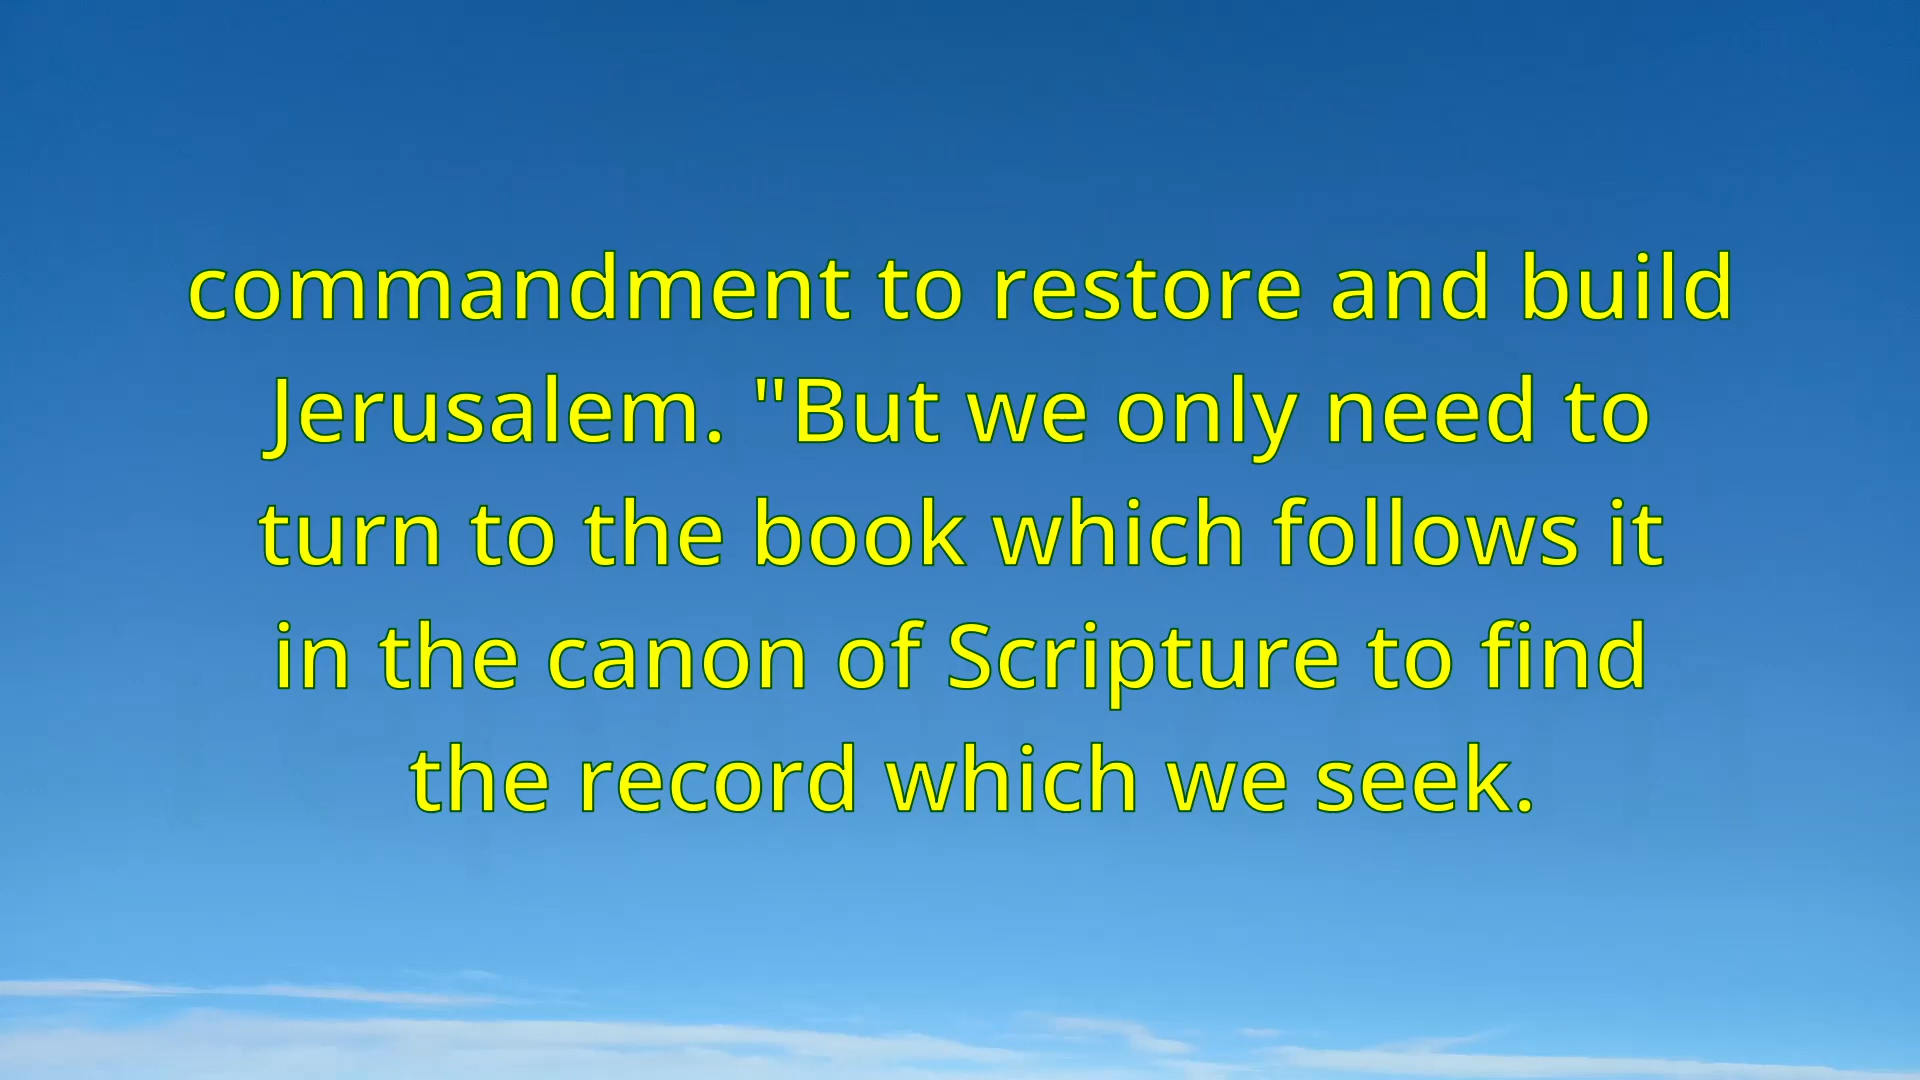 commandment to restore and build
Jerusalem. "But we only need to
turn to the book which follows it
in the canon of Scripture to find
the record which we seek.